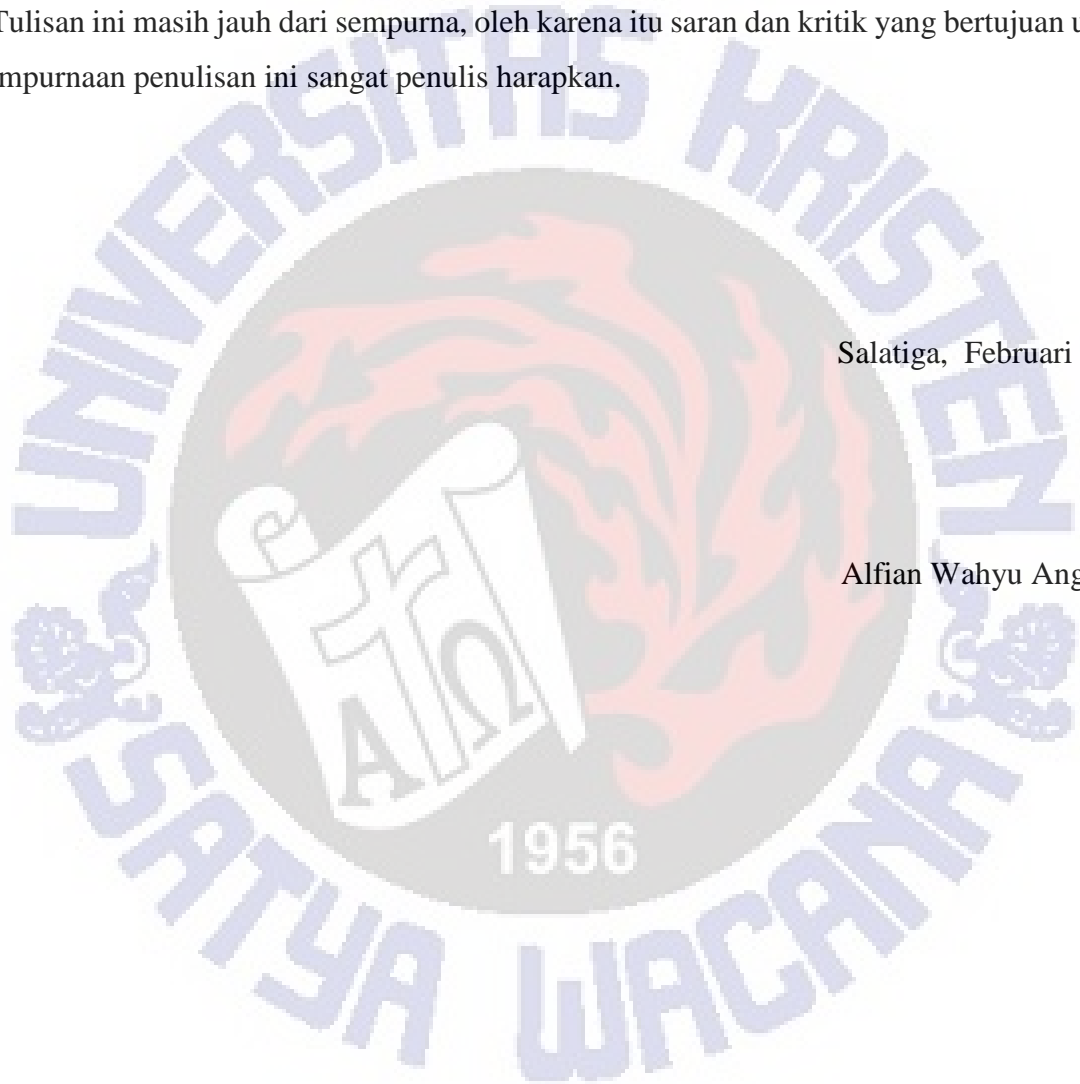 Tulisan ini masih jauh dari sempurna, oleh karena itu saran dan kritik yang bertujuan u
mpurnaan penulisan ini sangat penulis harapkan.
UNIVERSITAS KRISTEN
Salatiga, Februari
Alfian Wahyu Ang
Α Ω
1956
SATYA WACANA